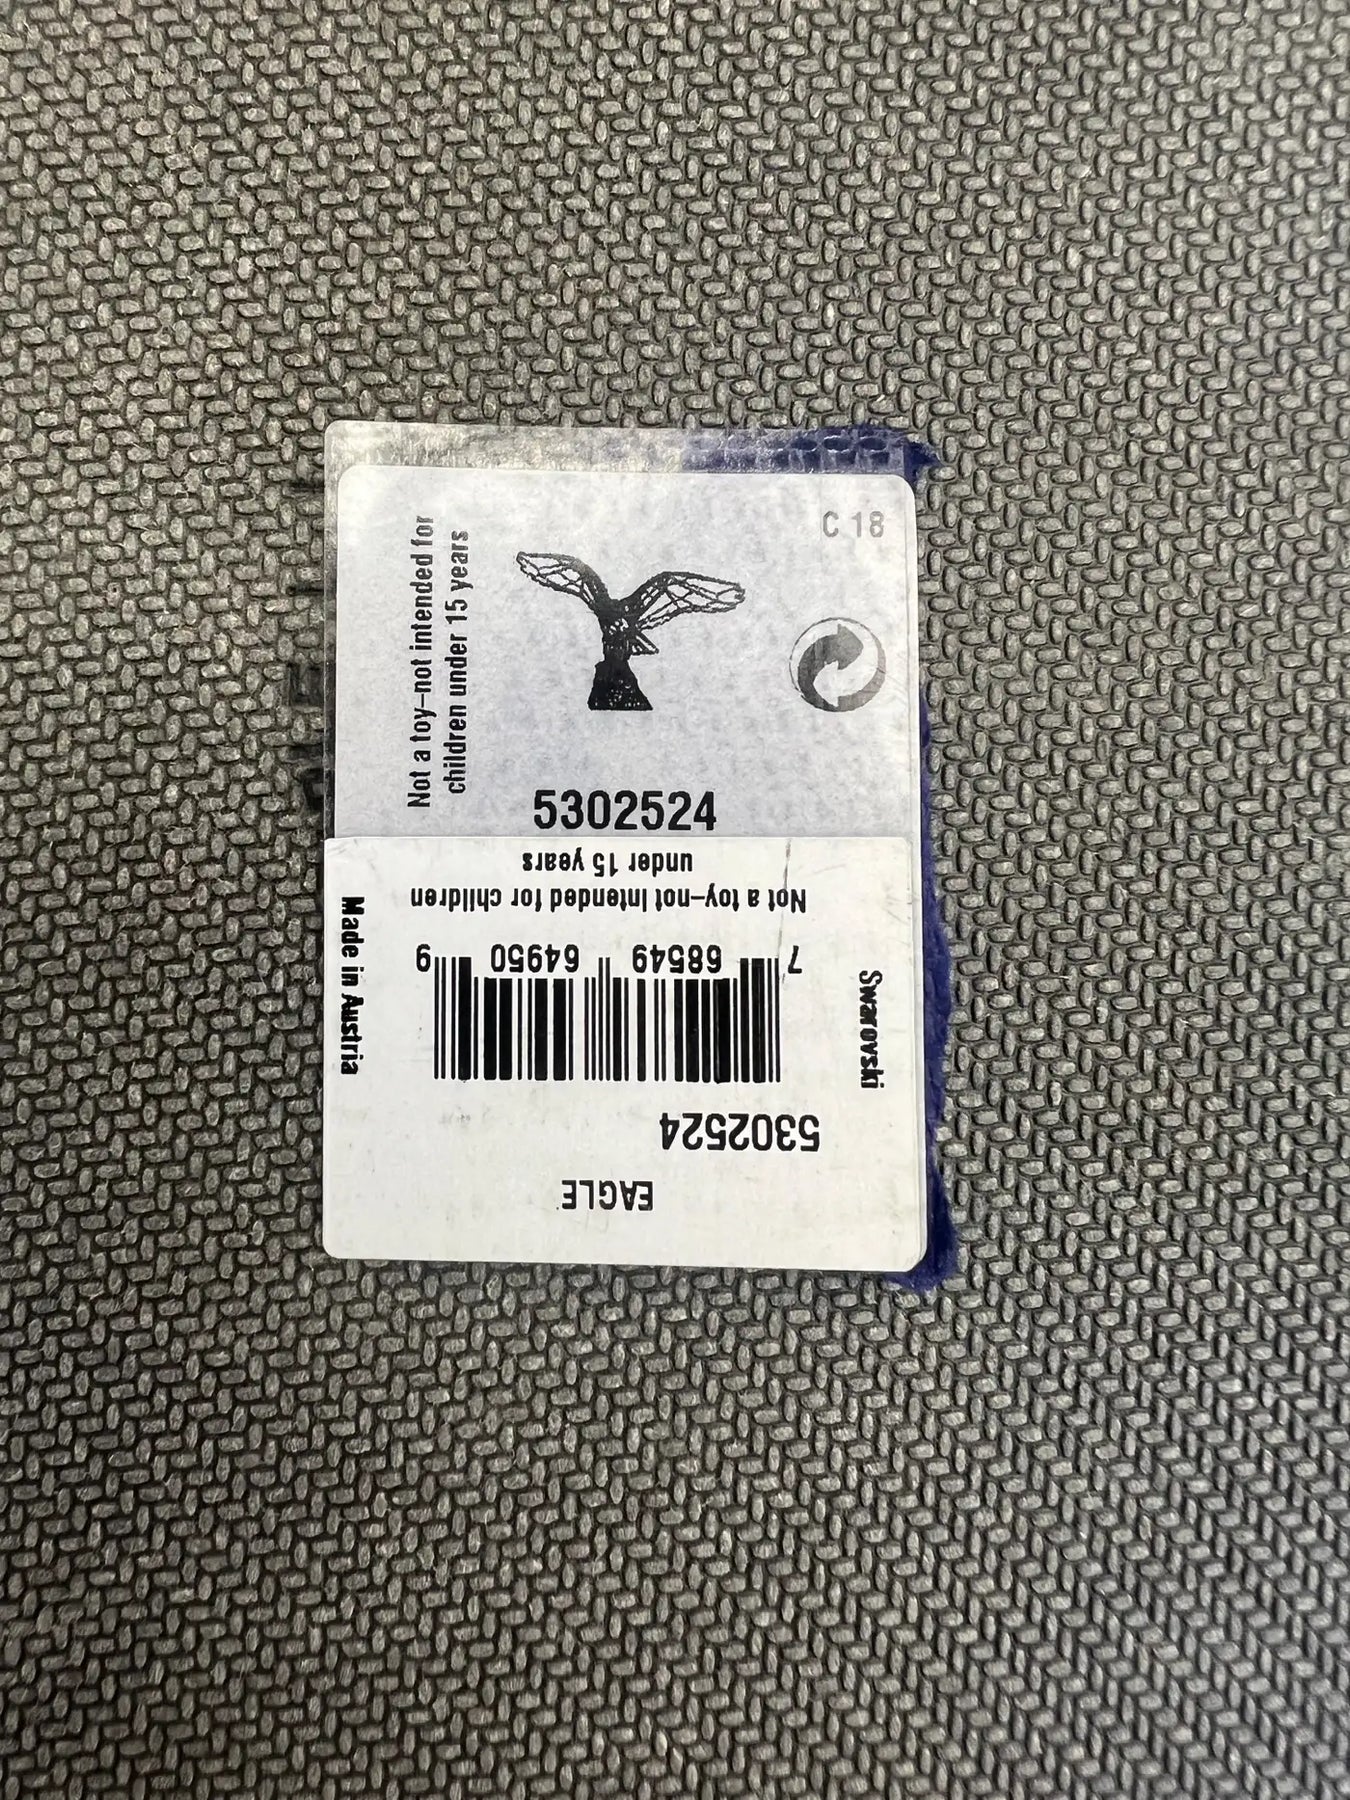 C 18
Not a toy–not intended for
children under 15 years
5302524
Not a toy–not intended for children
under 15 years
7 68549 64950 9
Swarovski
Made in Austria
5302524
EAGLE